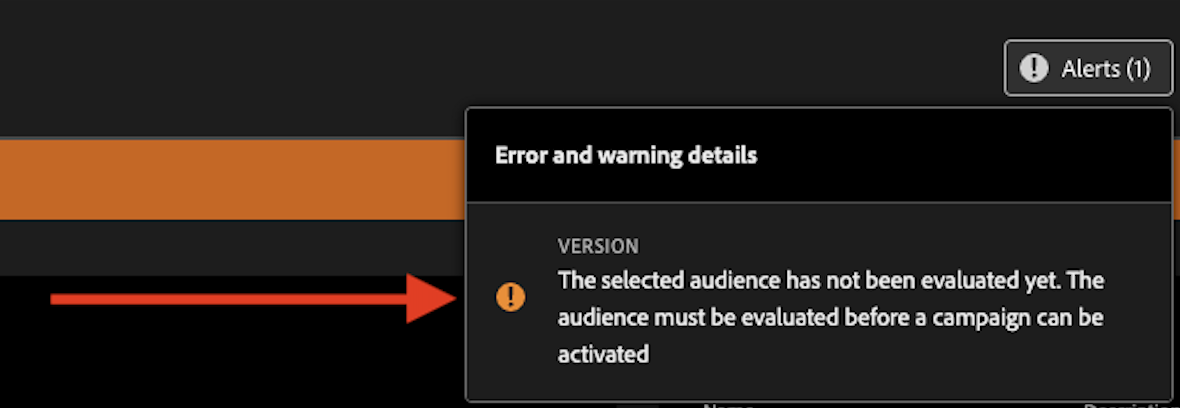 Alerts (1)
Error and warning details
VERSION
The selected audience has not been evaluated yet. The
audience must be evaluated before a campaign can be
activated